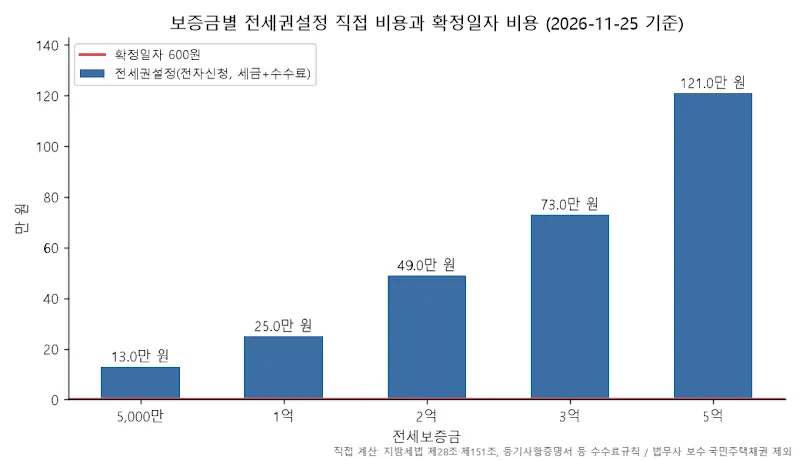 보증금별 전세권설정 직접 비용과 확정일자 비용 (2026-11-25 기준)
확정일자 600원
전세권설정(전자신청, 세금+수수료)
만 원
140
120
100
80
60
40
20
0
13.0만 원
25.0만 원
49.0만 원
73.0만 원
121.0만 원
5,000만
1억
2억
3억
5억
전세보증금
직접 계산: 지방세법 제28조·제151조, 등기사항증명서 등 수수료규칙 / 법무사 보수·국민주택채권 제외